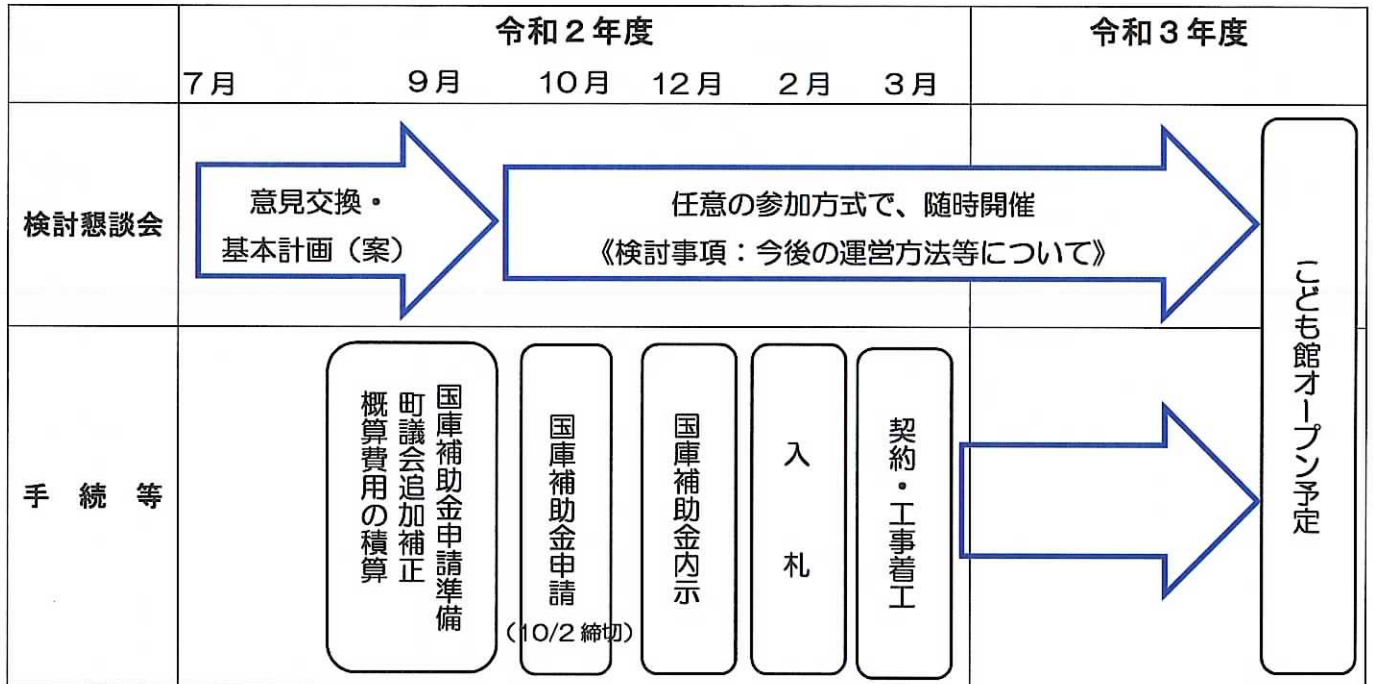 令和2年度
令和3年度
7月 9月 10月 12月 2月 3月
検討懇談会
意見交換・
基本計画（案）
任意の参加方式で、随時開催
《検討事項：今後の運営方法等について》
こども館オープン予定
手 続 等
国庫補助金申請準備
町議会追加補正
概算費用の積算
国庫補助金申請
（10/2 締切）
国庫補助金内示
入 札
契約・工事着工